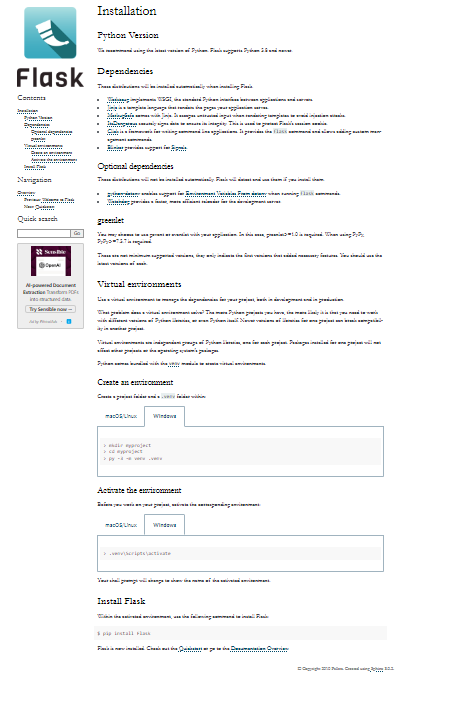 Flask
Contents
Installation
Python Version
Dependencies
Optional dependencies
greenlet
Virtual environments
Create an environment
Activate the environment
Install Flask
Navigation
Overview
Previous: Welcome to Flask
Next: Quickstart
Quick search
Go
Sensible
OpenAI
AI-powered Document
Extraction Transform PDFs
into structured data.
Try Sensible now →
Installation
Python Version
We recommend using the latest version of Python. Flask supports Python 3.8 and newer.
Dependencies
These distributions will be installed automatically when installing Flask.
Werkzeug implements WSGI, the standard Python interface between applications and servers.
Jinja is a template language that renders the pages your application serves.
MarkupSafe comes with Jinja. It escapes untrusted input when rendering templates to avoid injection attacks.
ItsDangerous securely signs data to ensure its integrity. This is used to protect Flask's session cookie.
Click is a framework for writing command line applications. It provides the flask command and allows adding custom man-
agement commands.
Blinker provides support for Signals.
Optional dependencies
These distributions will not be installed automatically. Flask will detect and use them if you install them.
python-dotenv enables support for Environment Variables From dotenv when running flask commands.
Watchdog provides a faster, more efficient reloader for the development server.
greenlet
You may choose to use gevent or eventlet with your application. In this case, greenlet>=1.0 is required. When using PyPy,
PyPy>=7.3.7 is required.
These are not minimum supported versions, they only indicate the first versions that added necessary features. You should use the
latest versions of each.
Virtual environments
Use a virtual environment to manage the dependencies for your project, both in development and in production.
What problem does a virtual environment solve? The more Python projects you have, the more likely it is that you need to work
with different versions of Python libraries, or even Python itself. Newer versions of libraries for one project can break compatibil-
ity in another project.
Virtual environments are independent groups of Python libraries, one for each project. Packages installed for one project will not
affect other projects or the operating system's packages.
Python comes bundled with the venv module to create virtual environments.
Create an environment
Create a project folder and a .venv folder within:
macOS/Linux Windows
> mkdir myproject
> cd myproject
> py -3 -m venv .venv
Activate the environment
Before you work on your project, activate the corresponding environment:
macOS/Linux Windows
> .venv\Scripts\activate
Your shell prompt will change to show the name of the activated environment.
Install Flask
Within the activated environment, use the following command to install Flask:
$ pip install Flask
Flask is now installed. Check out the Quickstart or go to the Documentation Overview.
© Copyright 2010 Pallets. Created using Sphinx